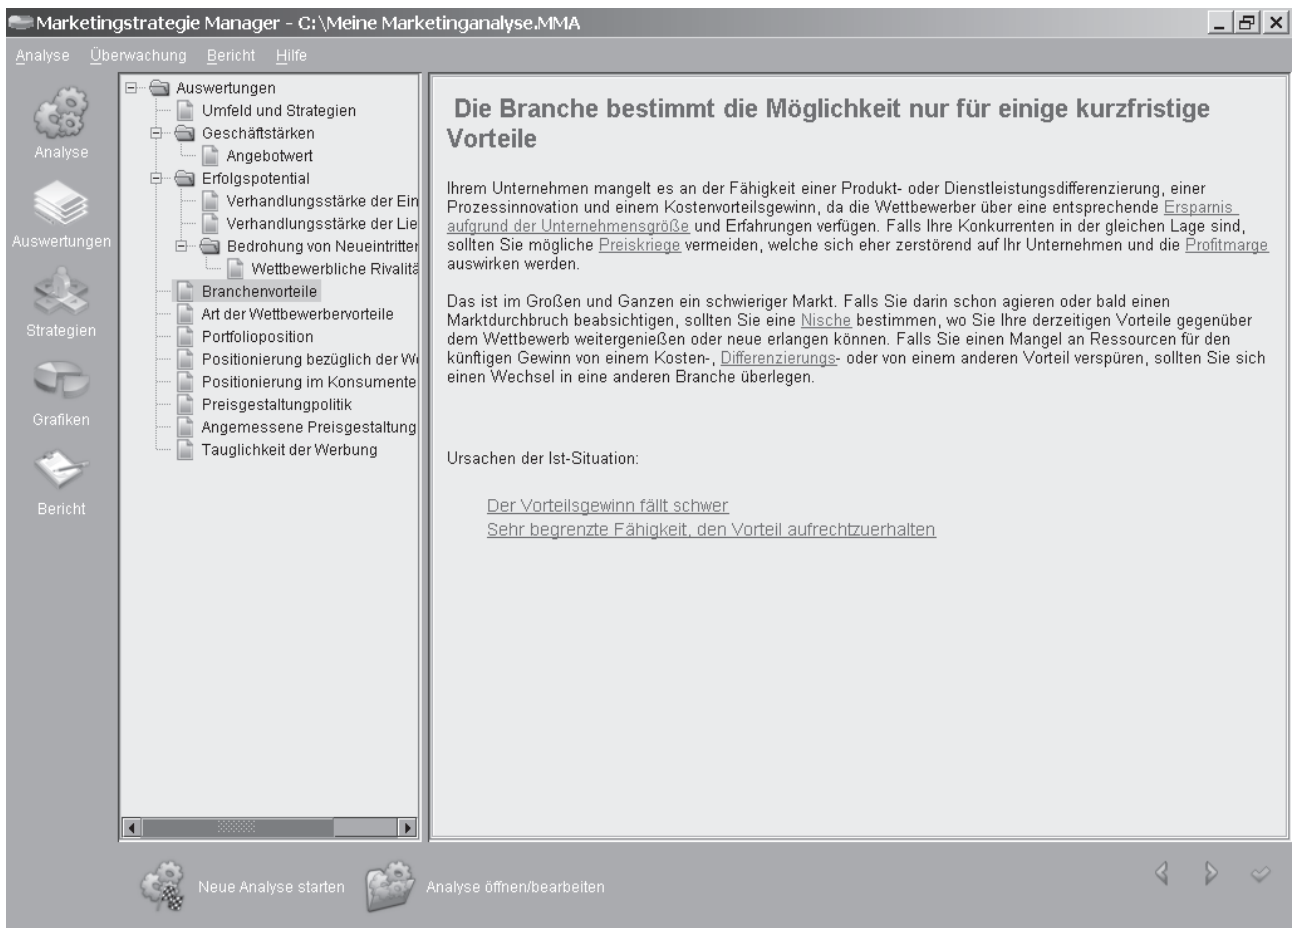 Marketingstrategie Manager - C:\Meine Marketinganalyse.MMA
Analyse Überwachung Bericht Hilfe
Analyse
Auswertungen
Strategien
Grafiken
Bericht
Auswertungen
Umfeld und Strategien
Geschäftstärken
Angebotwert
Erfolgspotential
Verhandlungsstärke der Ein
Verhandlungsstärke der Lie
Bedrohung von Neueintritter
Wettbewerbliche Rivalitä
Branchenvorteile
Art der Wettbewerbervorteile
Portfolioposition
Positionierung bezüglich der We
Positionierung im Konsumente
Preisgestaltungpolitik
Angemessene Preisgestaltung
Tauglichkeit der Werbung
Die Branche bestimmt die Möglichkeit nur für einige kurzfristige
Vorteile
Ihrem Unternehmen mangelt es an der Fähigkeit einer Produkt- oder Dienstleistungsdifferenzierung, einer
Prozessinnovation und einem Kostenvorteilsgewinn, da die Wettbewerber über eine entsprechende Ersparnis
aufgrund der Unternehmensgröße und Erfahrungen verfügen. Falls Ihre Konkurrenten in der gleichen Lage sind,
sollten Sie mögliche Preiskriege vermeiden, welche sich eher zerstörend auf Ihr Unternehmen und die Profitmarge
auswirken werden.
Das ist im Großen und Ganzen ein schwieriger Markt. Falls Sie darin schon agieren oder bald einen
Marktdurchbruch beabsichtigen, sollten Sie eine Nische bestimmen, wo Sie Ihre derzeitigen Vorteile gegenüber
dem Wettbewerb weitergenießen oder neue erlangen können. Falls Sie einen Mangel an Ressourcen für den
künftigen Gewinn von einem Kosten-, Differenzierungs- oder von einem anderen Vorteil verspüren, sollten Sie sich
einen Wechsel in eine anderen Branche überlegen.
Ursachen der Ist-Situation:
Der Vorteilsgewinn fällt schwer
Sehr begrenzte Fähigkeit, den Vorteil aufrechtzuerhalten
Neue Analyse starten
Analyse öffnen/bearbeiten